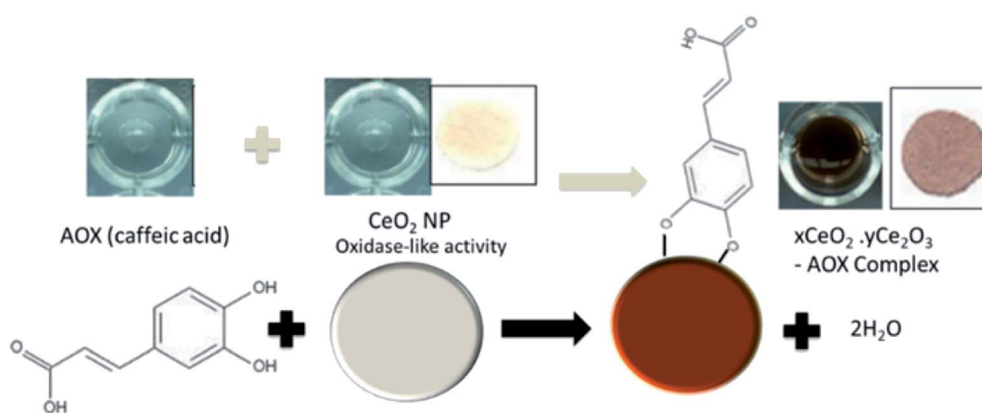 HO
O
AOX (caffeic acid)
CeO₂ NP
Oxidase-like activity
O
O
xCeO₂ .yCe₂O₃
- AOX Complex
OH
OH
O
OH
2H₂O